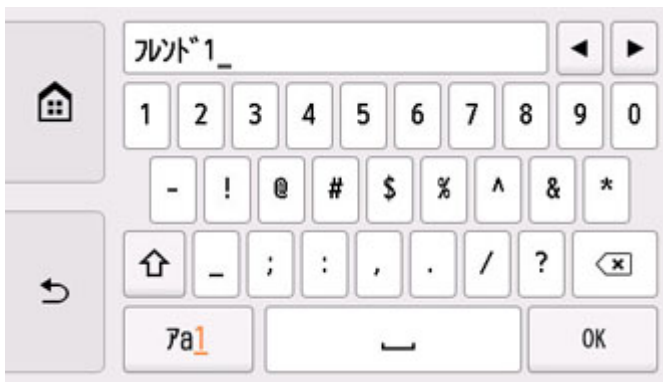 ﾌﾚﾝﾄﾞ1_
1 2 3 4 5 6 7 8 9 0
- ! @ # $ % ^ & *
_ ; : , . / ?
ｱa1 OK